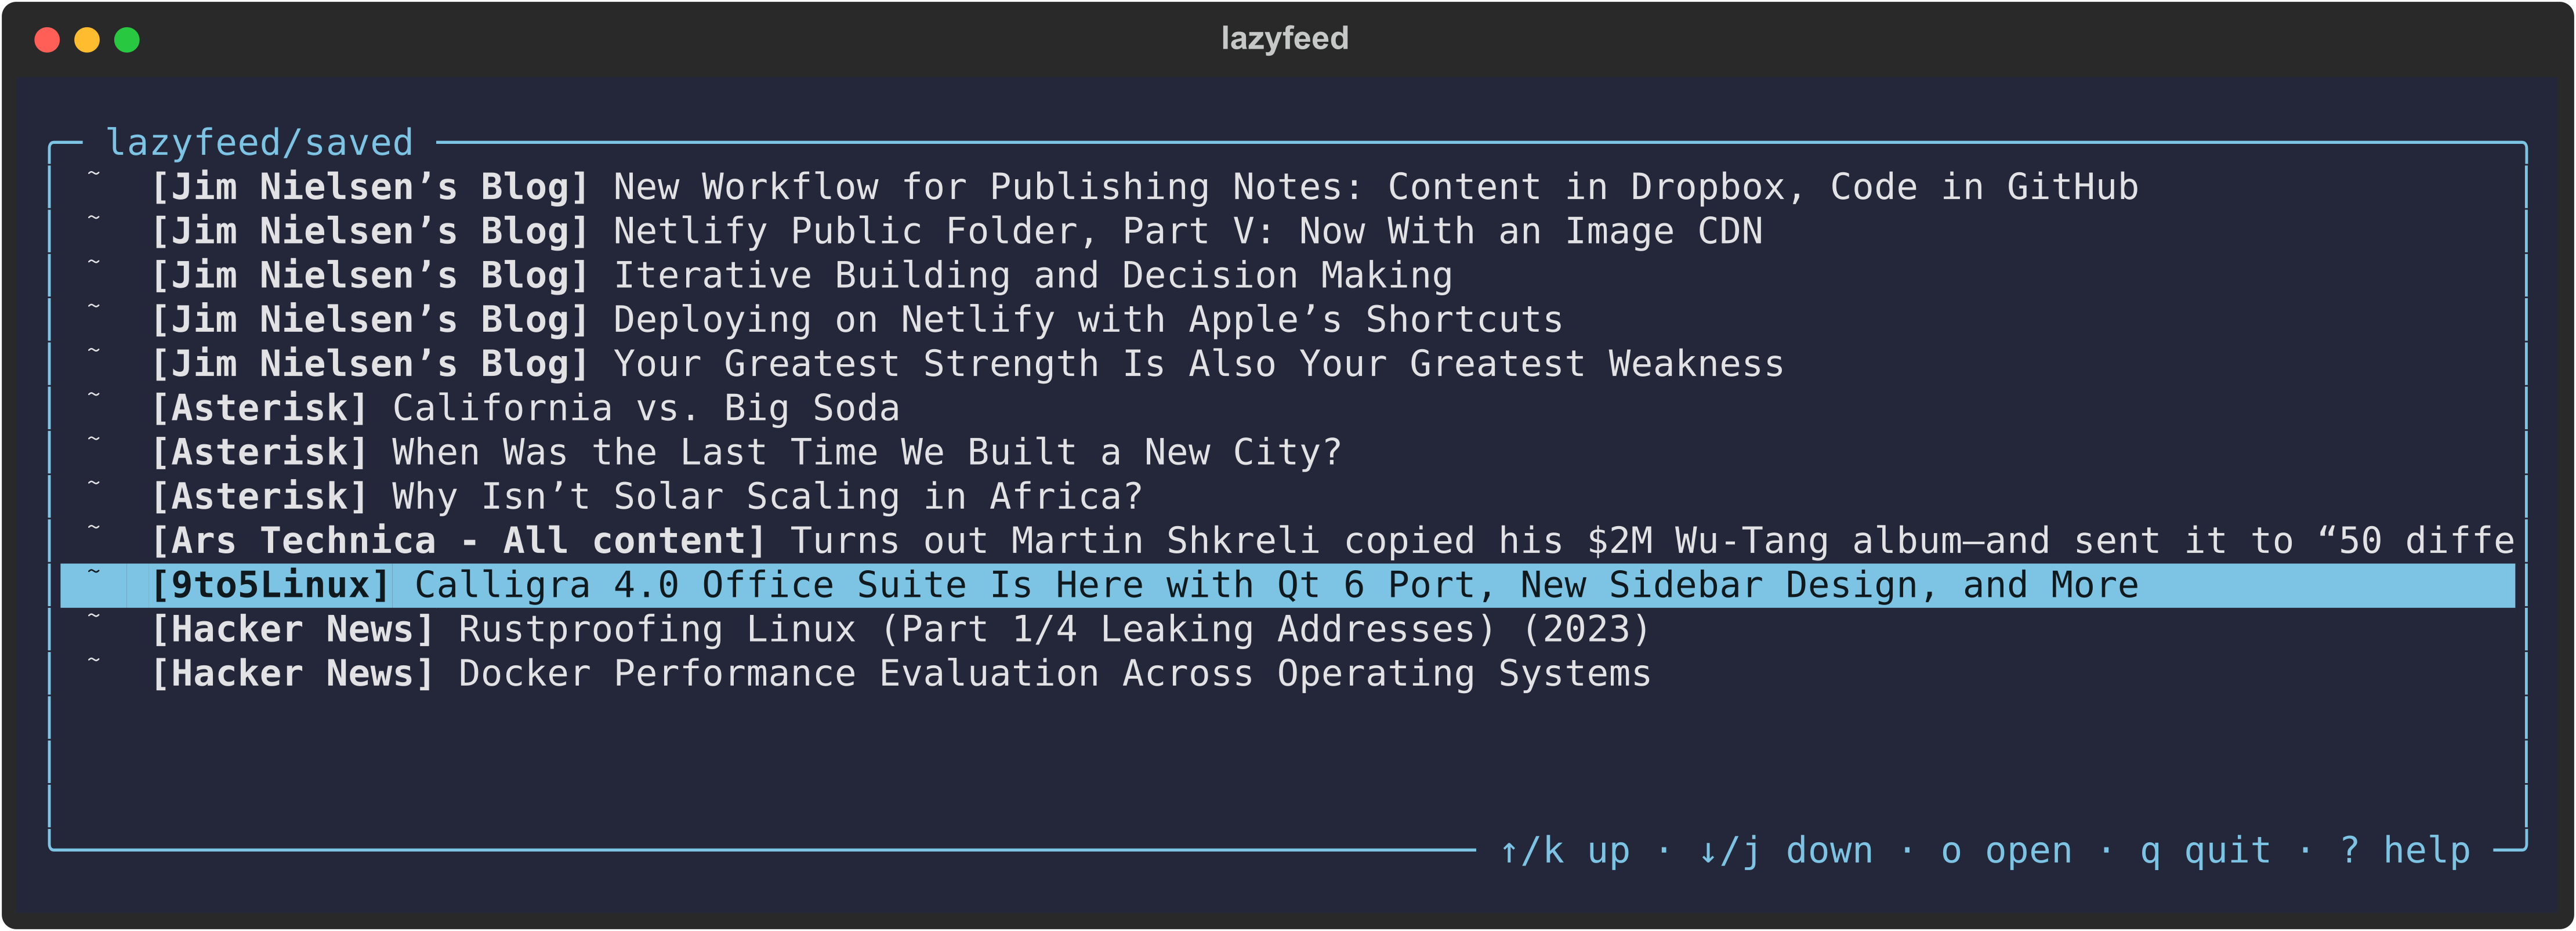 lazyfeed
lazyfeed/saved
~ [Jim Nielsen’s Blog] New Workflow for Publishing Notes: Content in Dropbox, Code in GitHub
~ [Jim Nielsen’s Blog] Netlify Public Folder, Part V: Now With an Image CDN
~ [Jim Nielsen’s Blog] Iterative Building and Decision Making
~ [Jim Nielsen’s Blog] Deploying on Netlify with Apple’s Shortcuts
~ [Jim Nielsen’s Blog] Your Greatest Strength Is Also Your Greatest Weakness
~ [Asterisk] California vs. Big Soda
~ [Asterisk] When Was the Last Time We Built a New City?
~ [Asterisk] Why Isn’t Solar Scaling in Africa?
~ [Ars Technica - All content] Turns out Martin Shkreli copied his $2M Wu-Tang album—and sent it to “50 diffe
~ [9to5Linux] Calligra 4.0 Office Suite Is Here with Qt 6 Port, New Sidebar Design, and More
~ [Hacker News] Rustproofing Linux (Part 1/4 Leaking Addresses) (2023)
~ [Hacker News] Docker Performance Evaluation Across Operating Systems
↑/k up · ↓/j down · o open · q quit · ? help